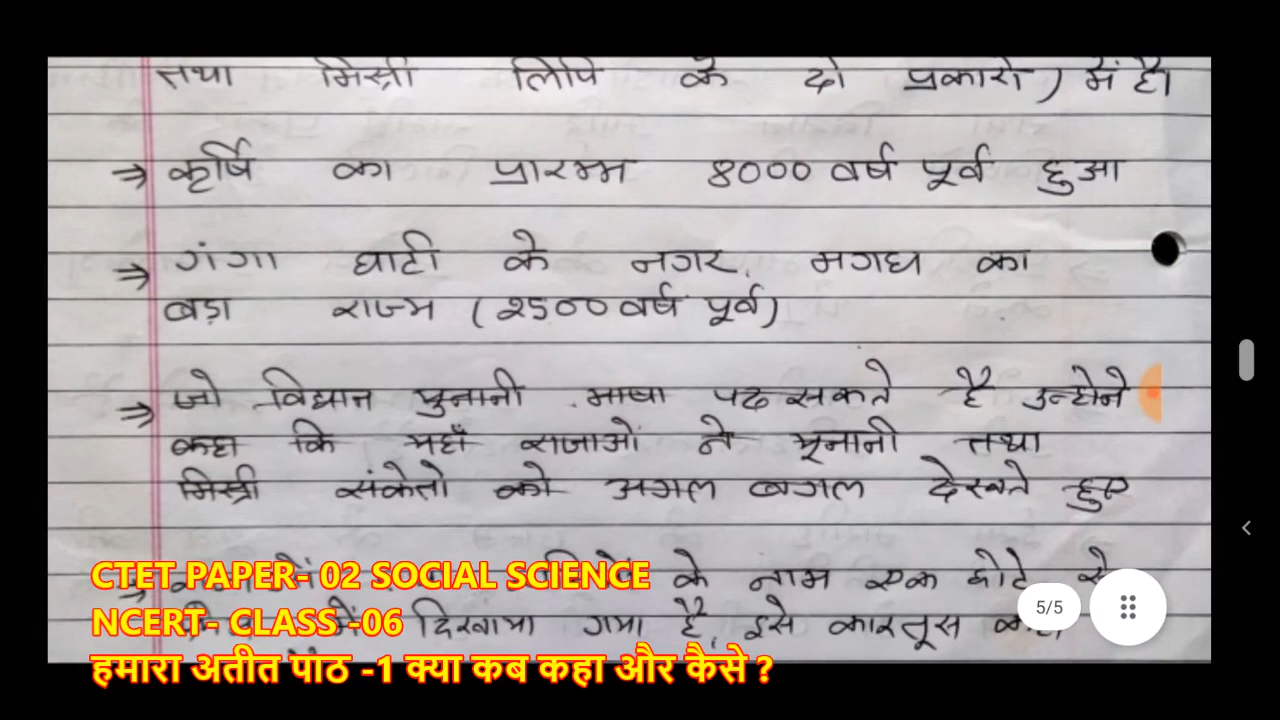 तथा मिस्री लिपि के दो प्रकारो) में है।
⇒ कृर्षि का प्रारम्भ 8000 वर्ष पूर्व हुआ
⇒ गंगा घाटी के नगर, मगध का
बड़ा राज्य (2500 वर्ष पूर्व)
⇒ जो विद्वान युनानी भाषा पढ सकते है उन्होने
कहा कि यहाँ राजाओं ने यूनानी तथा
मिस्री संकेतो को अगल बगल देखते हुए
के नाम एक छोटे से
में दिखाया गया है, इसे कारतूस
5/5
CTET PAPER- 02 SOCIAL SCIENCE
NCERT- CLASS -06
हमारा अतीत पाठ -1 क्या कब कहा और कैसे ?